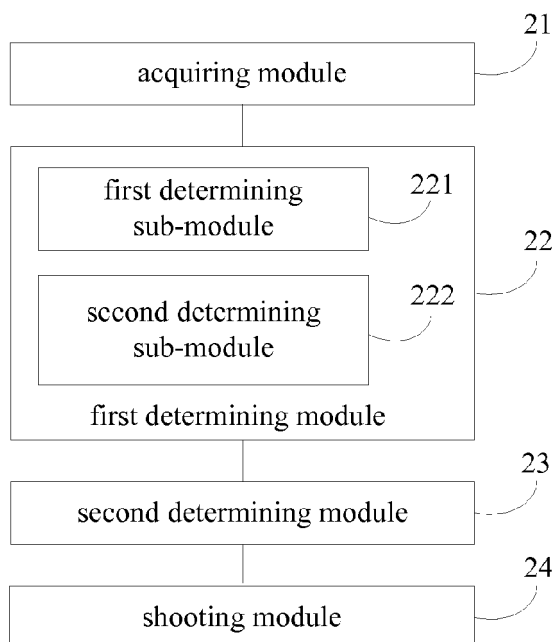 21
acquiring module
first determining
sub-module
221
22
second determining
sub-module
222
first determining module
23
second determining module
24
shooting module